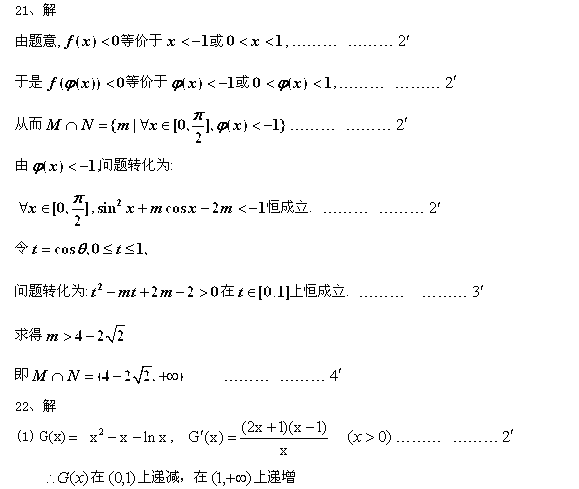 21、解
由题意, f(x)<0等价于 x<-1或 0<x<1, ……… ……… 2′
于是 f(φ(x))<0等价于 φ(x)<-1或 0<φ(x)<1, ……… ……… 2′
从而 M∩N={m|∀x∈[0,π/2],φ(x)<-1} ……… ……… 2′
由 φ(x)<-1,问题转化为:
∀x∈[0,π/2],sin²x+mcosx-2m<-1恒成立. ……… ……… 2′
令 t=cosθ,0≤t≤1,
问题转化为: t²-mt+2m-2>0 在 t∈[0.1]上恒成立. ……… ……… 3′
求得 m>4-2√2
即 M∩N=(4-2√2,+∞) ……… ……… 4′
22、解
(1) G(x)= x²-x-lnx, G′(x)=(2x+1)(x-1)/x (x>0) ……… ……… 2′
∴G(x)在 (0,1) 上递减，在 (1,+∞) 上递增